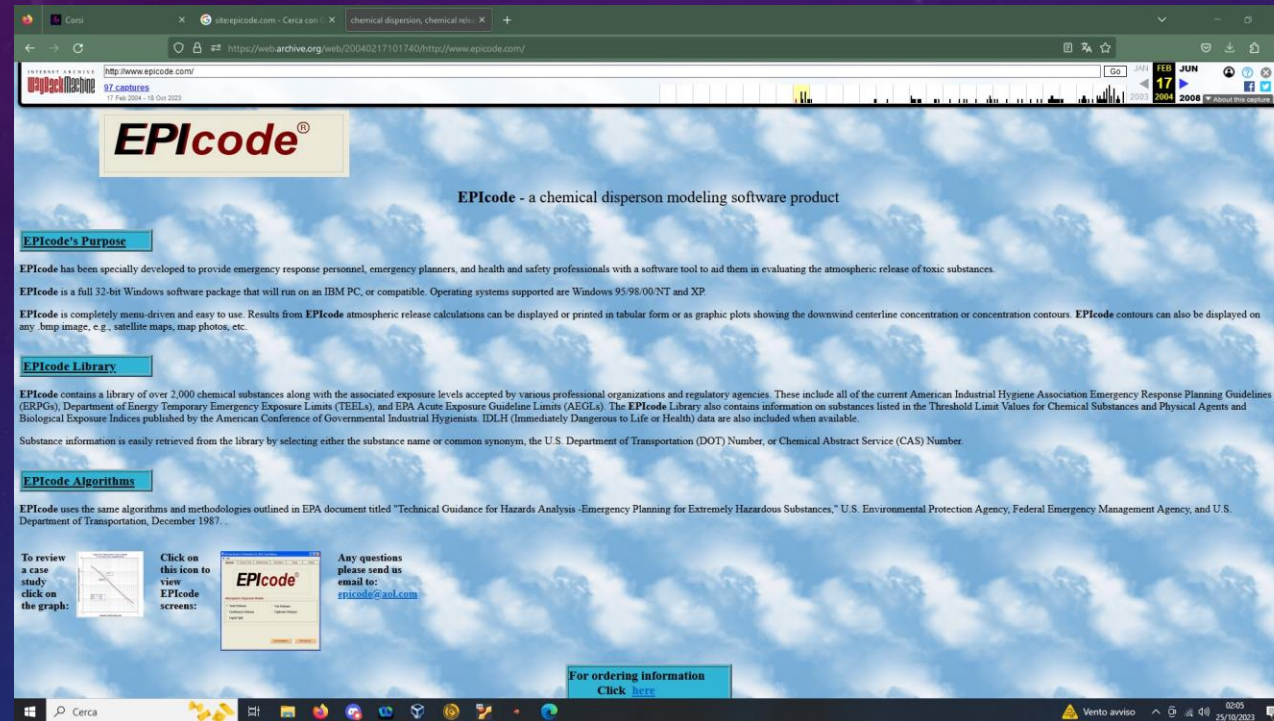 Corsi
site:epicode.com - Cerca con G
chemical dispersion, chemical relea
https://web.archive.org/web/20040217101740/http://www.epicode.com/
INTERNET ARCHIVE
WayBackMachine
http://www.epicode.com/
Go
JAN FEB JUN
97 captures
17 Feb 2004 - 18 Oct 2023
17
2003 2004 2008
About this capture
EPIcode®
EPIcode - a chemical disperson modeling software product
EPIcode's Purpose
EPIcode has been specially developed to provide emergency response personnel, emergency planners, and health and safety professionals with a software tool to aid them in evaluating the atmospheric release of toxic substances.
EPIcode is a full 32-bit Windows software package that will run on an IBM PC, or compatible. Operating systems supported are Windows 95/98/00/NT and XP.
EPIcode is completely menu-driven and easy to use. Results from EPIcode atmospheric release calculations can be displayed or printed in tabular form or as graphic plots showing the downwind centerline concentration or concentration contours. EPIcode contours can also be displayed on
any .bmp image, e.g., satellite maps, map photos, etc.
EPIcode Library
EPIcode contains a library of over 2,000 chemical substances along with the associated exposure levels accepted by various professional organizations and regulatory agencies. These include all of the current American Industrial Hygiene Association Emergency Response Planning Guidelines
(ERPGs), Department of Energy Temporary Emergency Exposure Limits (TEELs), and EPA Acute Exposure Guideline Limits (AEGLs). The EPIcode Library also contains information on substances listed in the Threshold Limit Values for Chemical Substances and Physical Agents and
Biological Exposure Indices published by the American Conference of Governmental Industrial Hygienists. IDLH (Immediately Dangerous to Life or Health) data are also included when available.
Substance information is easily retrieved from the library by selecting either the substance name or common synonym, the U.S. Department of Transportation (DOT) Number, or Chemical Abstract Service (CAS) Number.
EPIcode Algorithms
EPIcode uses the same algorithms and methodologies outlined in EPA document titled "Technical Guidance for Hazards Analysis -Emergency Planning for Extremely Hazardous Substances," U.S. Environmental Protection Agency, Federal Emergency Management Agency, and U.S.
Department of Transportation, December 1987. .
To review
a case
study
click on
the graph:
Click on
this icon to
view
EPIcode
screens:
EPIcode®
Any questions
please send us
email to:
epicode@aol.com
For ordering information
Click here
Cerca
Vento avviso
02:05
25/10/2023